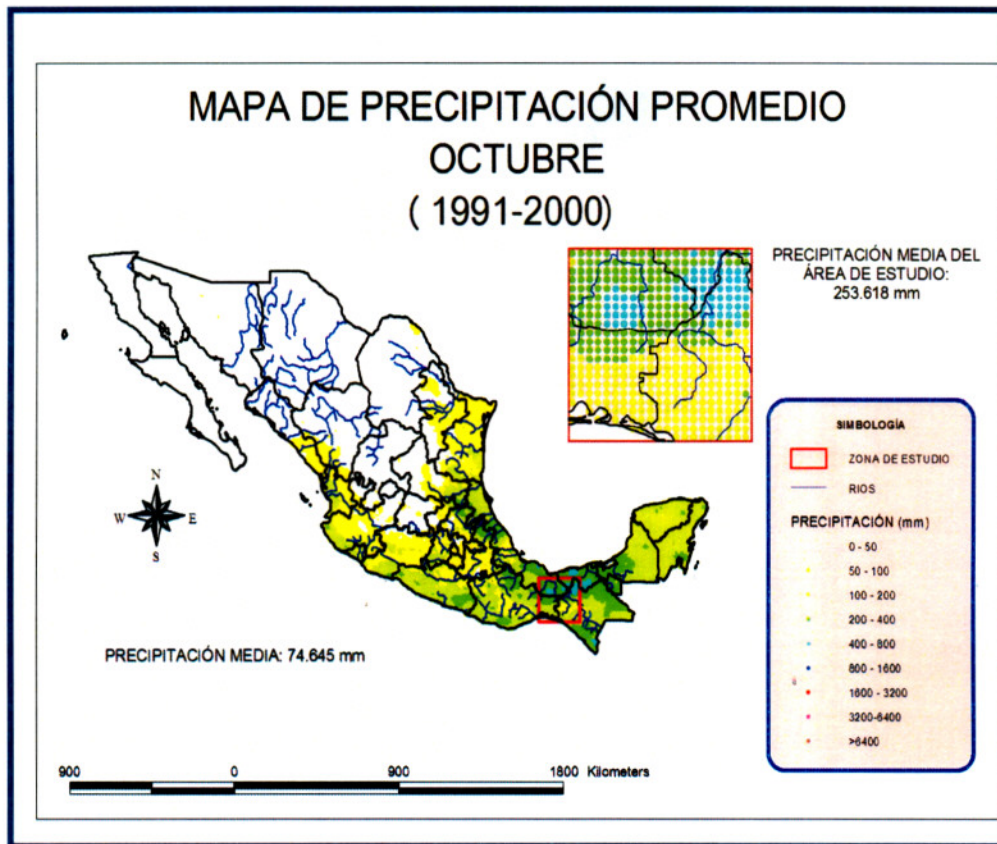 MAPA DE PRECIPITACIÓN PROMEDIO
OCTUBRE
( 1991-2000)
PRECIPITACIÓN MEDIA DEL
ÁREA DE ESTUDIO:
253.618 mm
N
W E
S
SIMBOLOGÍA
ZONA DE ESTUDIO
RIOS
PRECIPITACIÓN (mm)
0 - 50
50 - 100
100 - 200
200 - 400
400 - 800
800 - 1600
1600 - 3200
3200-6400
>6400
PRECIPITACIÓN MEDIA: 74.645 mm
900 0 900 1800 Kilometers